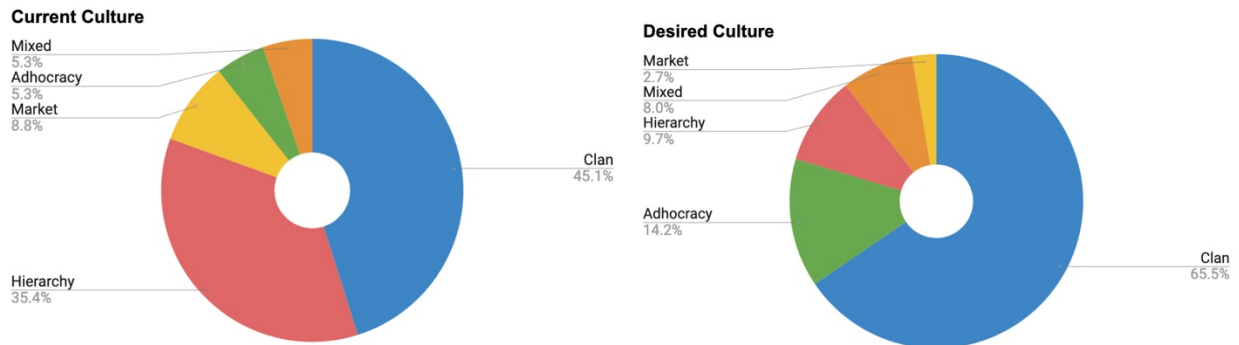 Current Culture
Mixed
5.3%
Adhocracy
5.3%
Market
8.8%
Clan
45.1%
Hierarchy
35.4%
Desired Culture
Market
2.7%
Mixed
8.0%
Hierarchy
9.7%
Adhocracy
14.2%
Clan
65.5%